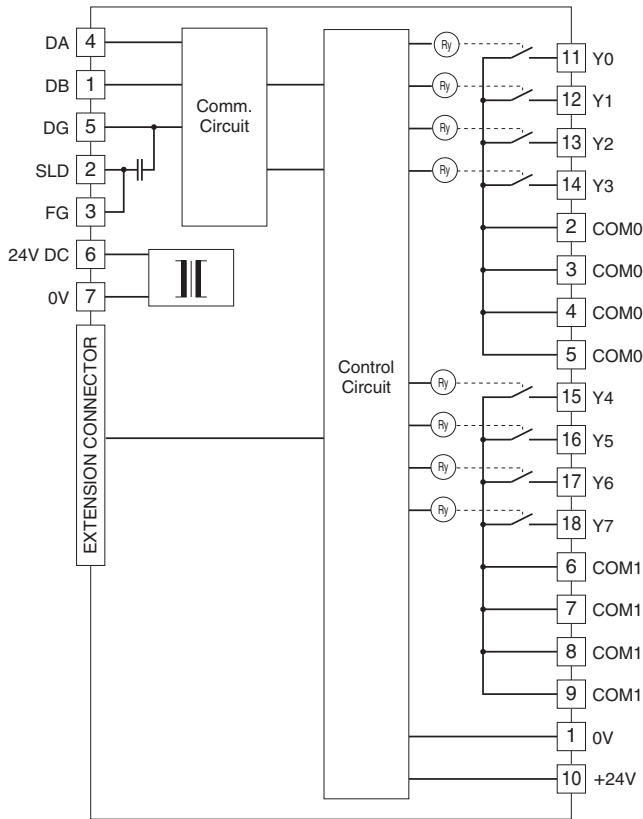 DA 4
DB 1
DG 5
SLD 2
FG 3
24V DC 6
0V 7
EXTENSION CONNECTOR
Comm.
Circuit
Control
Circuit
Ry
Ry
Ry
Ry
Ry
Ry
Ry
Ry
11 Y0
12 Y1
13 Y2
14 Y3
2 COM0
3 COM0
4 COM0
5 COM0
15 Y4
16 Y5
17 Y6
18 Y7
6 COM1
7 COM1
8 COM1
9 COM1
1 0V
10 +24V